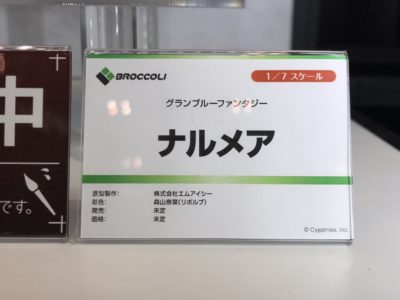 中
です。
BROCCOLI
1/7 スケール
グランブルーファンタジー
ナルメア
原型製作: 株式会社エムアイシー
彩色: 森山奈葉(リボルブ)
発売: 未定
価格: 未定
© Cygames, Inc.